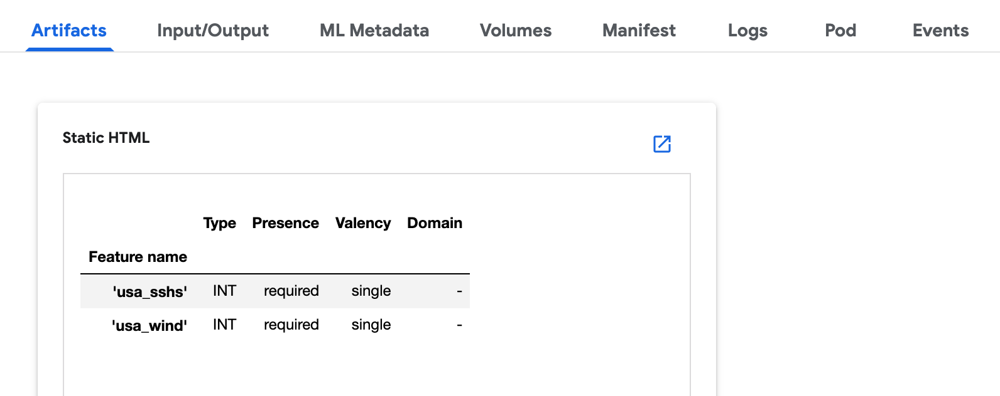 Artifacts Input/Output ML Metadata Volumes Manifest Logs Pod Events
Static HTML
Type Presence Valency Domain
Feature name
'usa_sshs' INT required single -
'usa_wind' INT required single -